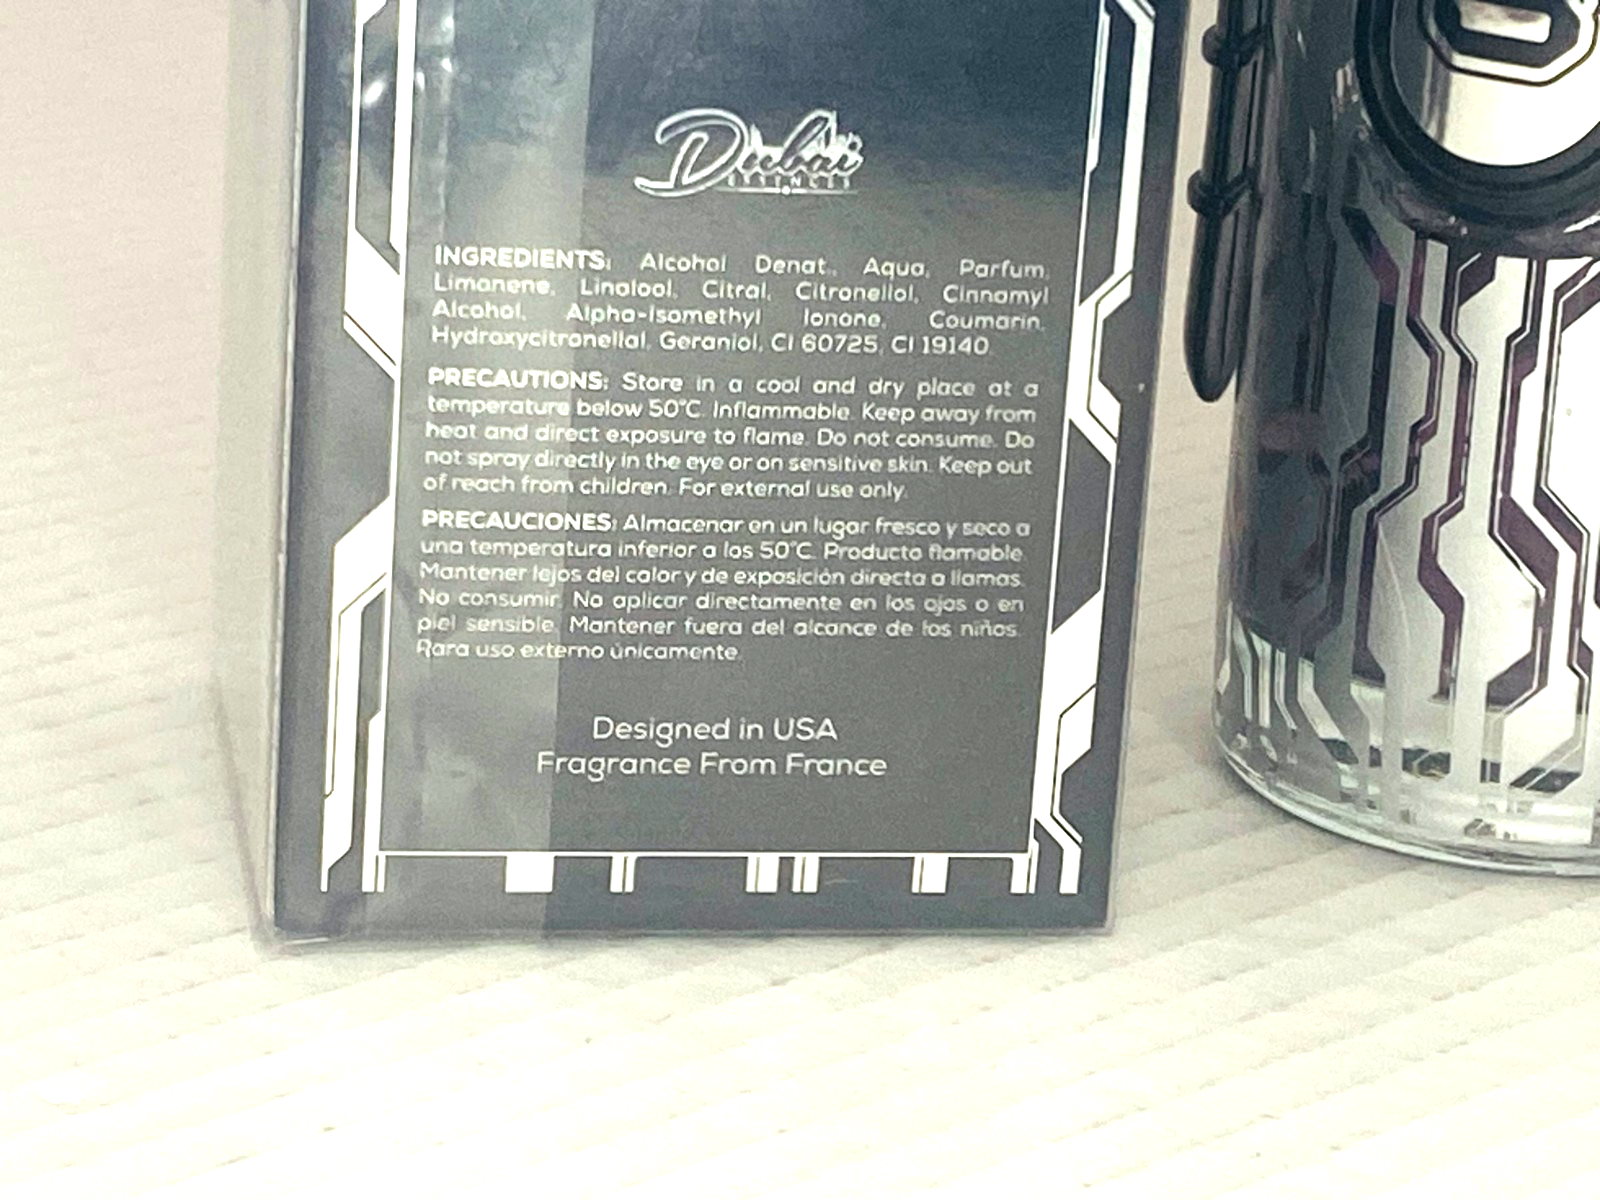 Dubai
ESSENCES
INGREDIENTS: Alcohol Denat., Aqua, Parfum,
Limanene, Linalool, Citral, Citronellol, Cinnamyl
Alcohol, Alpha-Isomethyl Ionone, Coumarin,
Hydroxycitronellal, Geraniol, CI 60725, CI 19140
PRECAUTIONS: Store in a cool and dry place at a
temperature below 50°C. Inflammable. Keep away from
heat and direct exposure to flame. Do not consume. Do
not spray directly in the eye or on sensitive skin. Keep out
of reach from children. For external use only.
PRECAUCIONES: Almacenar en un lugar fresco y seco a
una temperatura inferior a los 50°C. Producto flamable.
Mantener lejos del calor y de exposición directa a llamas.
No consumir. No aplicar directamente en los ojos o en
piel sensible. Mantener fuera del alcance de los niños.
Para uso externo únicamente.
Designed in USA
Fragrance From France